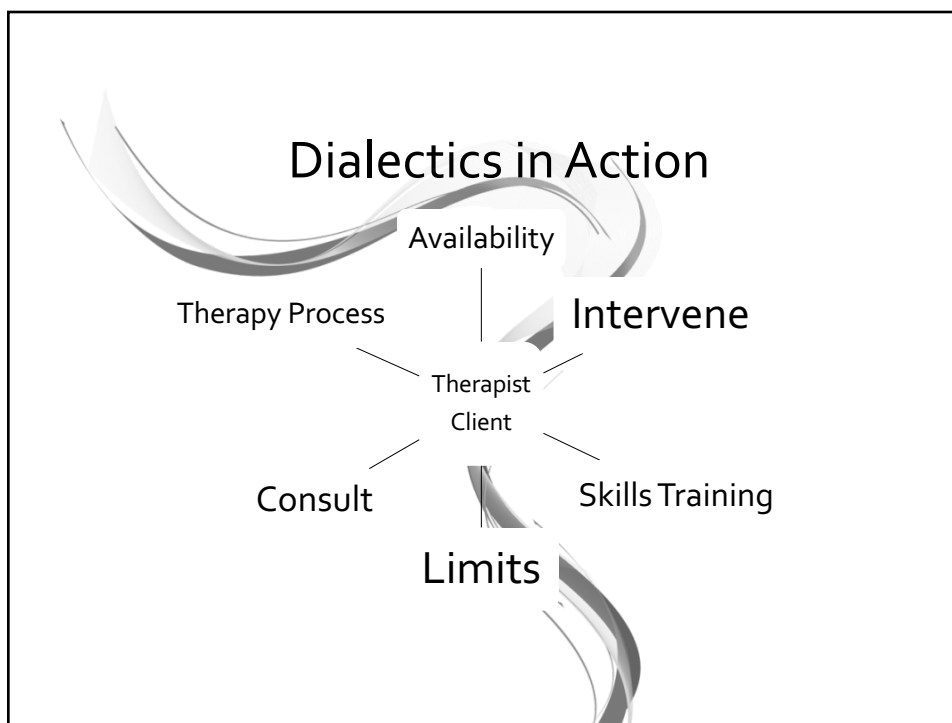 Dialectics in Action
Availability
Therapy Process
Intervene
Therapist
Client
Consult
Skills Training
Limits